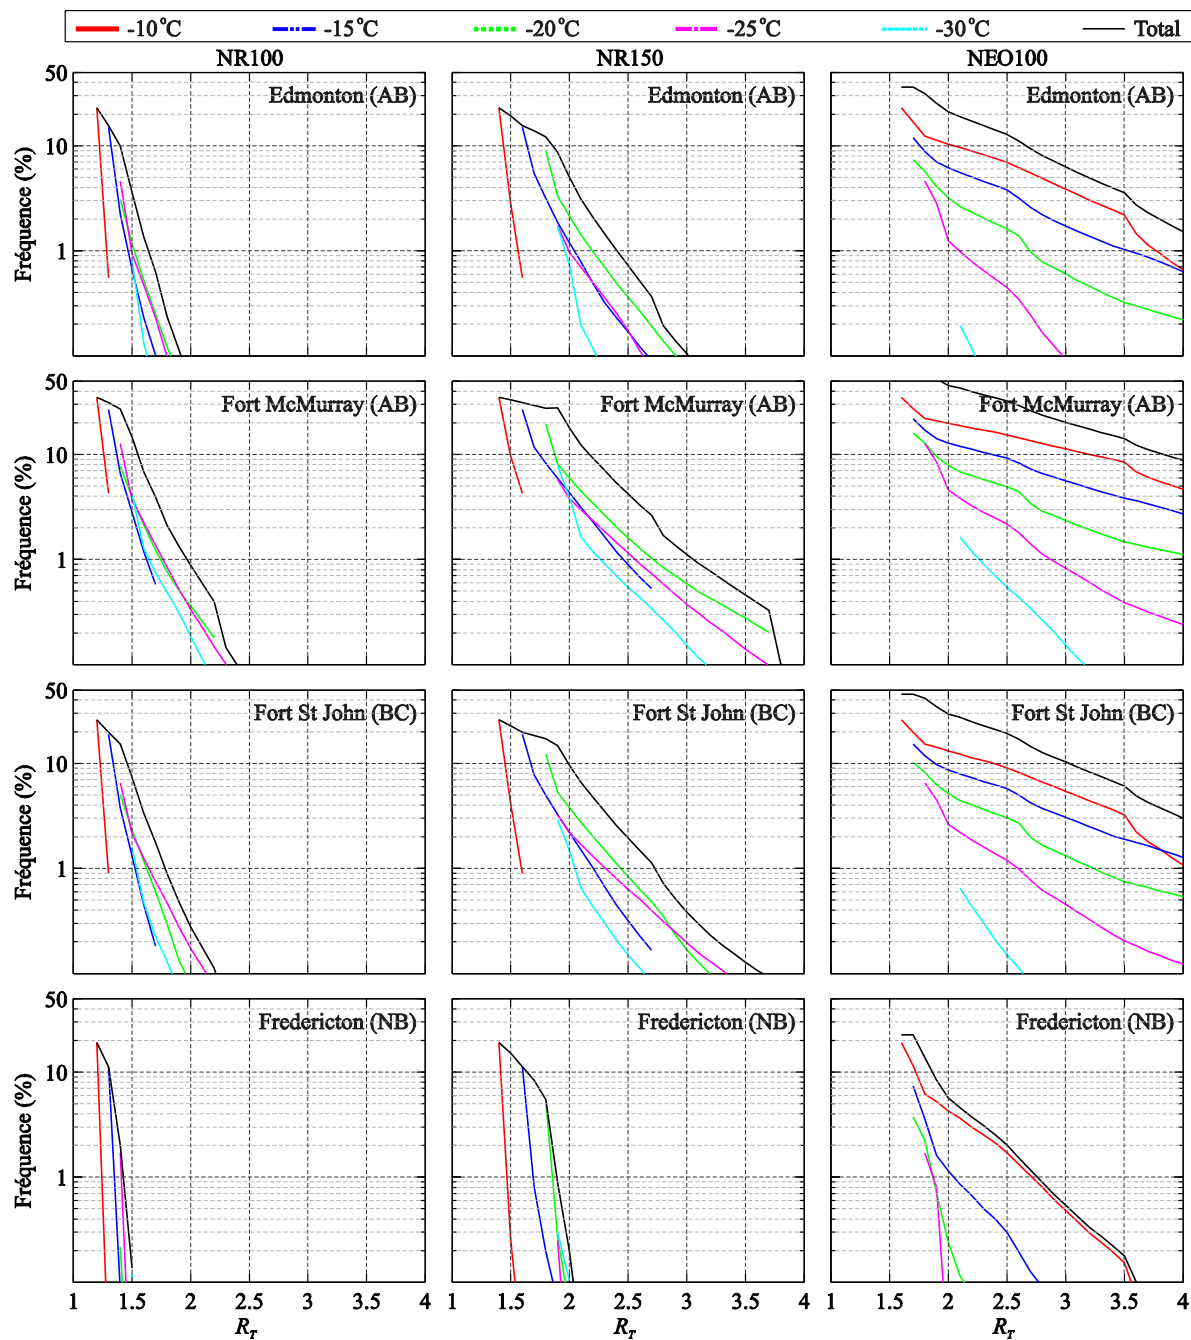 -10°C -15°C -20°C -25°C -30°C Total
NR100 NR150 NEO100
50 Edmonton (AB) Edmonton (AB) Edmonton (AB)
10
Fréquence (%)
1
50 Fort McMurray (AB) Fort McMurray (AB) Fort McMurray (AB)
10
Fréquence (%)
1
50 Fort St John (BC) Fort St John (BC) Fort St John (BC)
10
Fréquence (%)
1
50 Fredericton (NB) Fredericton (NB) Fredericton (NB)
10
Fréquence (%)
1
1 1.5 2 2.5 3 3.5 4 1 1.5 2 2.5 3 3.5 4 1 1.5 2 2.5 3 3.5 4
R_T R_T R_T